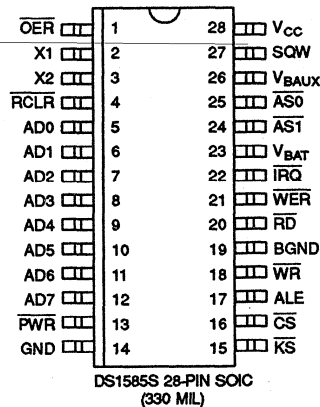 OER 1 28 VCC
X1 2 27 SQW
X2 3 26 VBAUX
RCLR 4 25 AS0
AD0 5 24 AS1
AD1 6 23 VBAT
AD2 7 22 IRQ
AD3 8 21 WER
AD4 9 20 RD
AD5 10 19 BGND
AD6 11 18 WR
AD7 12 17 ALE
PWR 13 16 CS
GND 14 15 KS
DS1585S 28-PIN SOIC
(330 MIL)